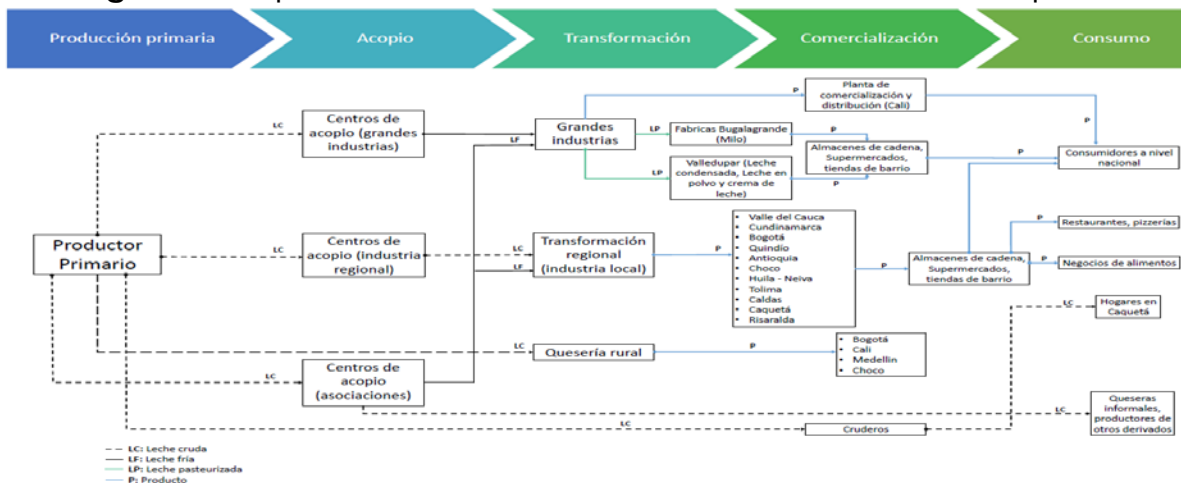 Producción primaria
Acopio
Transformación
Comercialización
Consumo
Centros de
acopio (grandes
industrias)
Grandes
industrias
Planta de
comercialización y
distribución (Cali)
Fabricas Bugalagrande
(Milo)
Valledupar (Leche
condensada, Leche en
polvo y crema de
leche)
Almacenes de cadena,
Supermercados,
tiendas de barrio
Consumidores a nivel
nacional
LC
LF
LP
LP
P
P
P
P
P
Productor
Primario
Centros de
acopio (industria
regional)
Transformación
regional
(industria local)
LC
LC
LF
P
• Valle del Cauca
• Cundinamarca
• Bogotá
• Quindío
• Antioquia
• Choco
• Huila - Neiva
• Tolima
• Caldas
• Caquetá
• Risaralda
P
Almacenes de cadena,
Supermercados,
tiendas de barrio
P
Restaurantes, pizzerías
P
Negocios de alimentos
LC
Hogares en
Caquetá
LC
Quesería rural
P
• Bogotá
• Cali
• Medellin
• Choco
LC
Centros de
acopio
(asociaciones)
LC
Queseras
informales,
productores de
otros derivados
LC
Cruderos
LC: Leche cruda
LF: Leche fría
LP: Leche pasteurizada
P: Producto